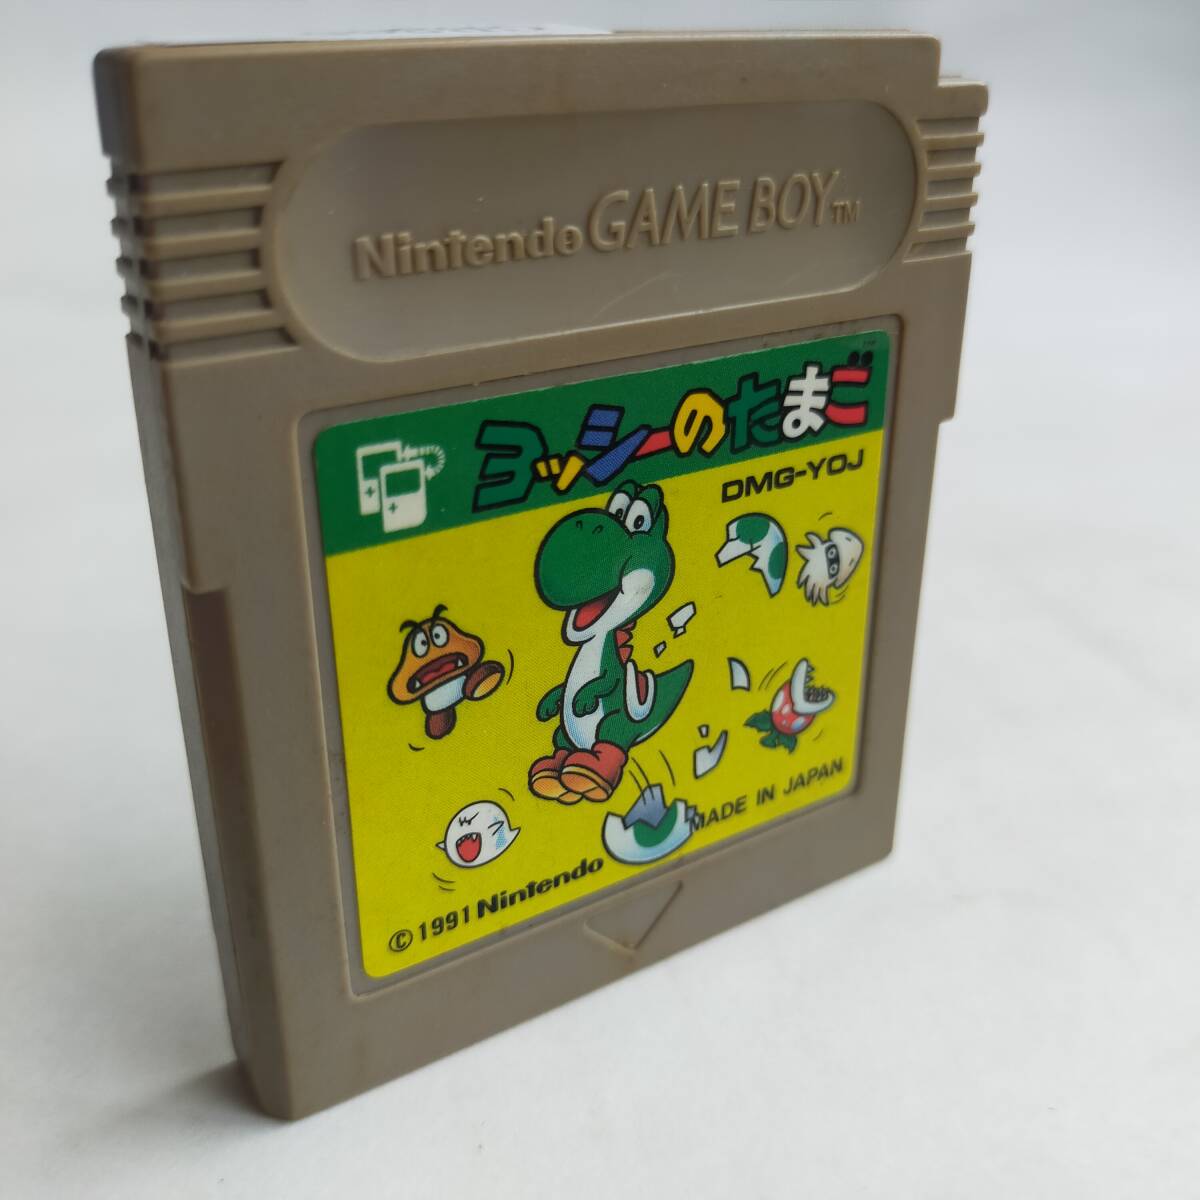 Nintendo GAME BOY™
ヨッシーのたまご
DMG-YOJ
MADE IN JAPAN
©1991 Nintendo